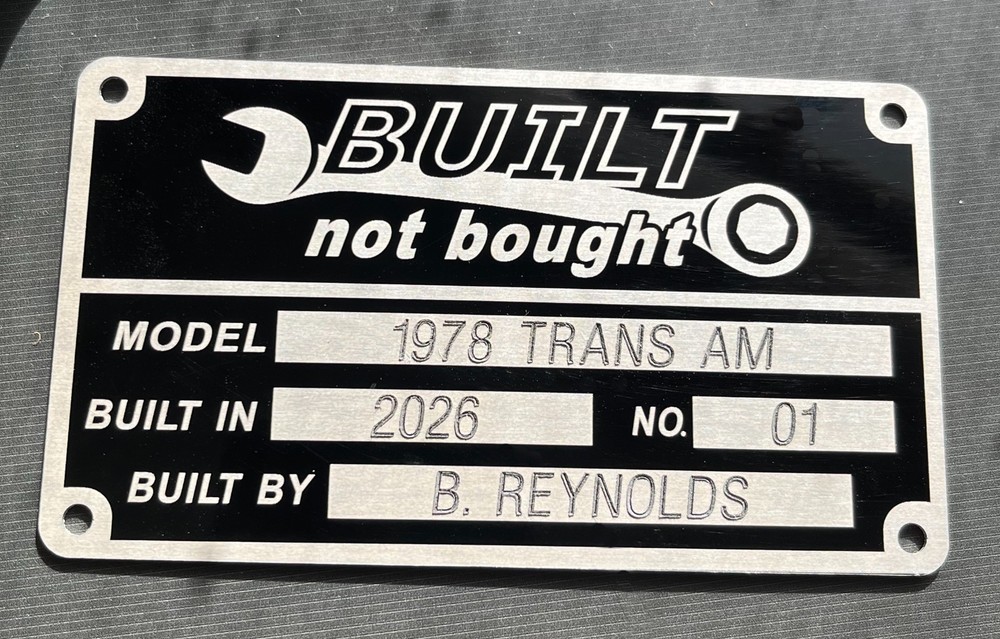 BUILT
not bought
MODEL 1978 TRANS AM
BUILT IN 2026 NO. 01
BUILT BY B. REYNOLDS